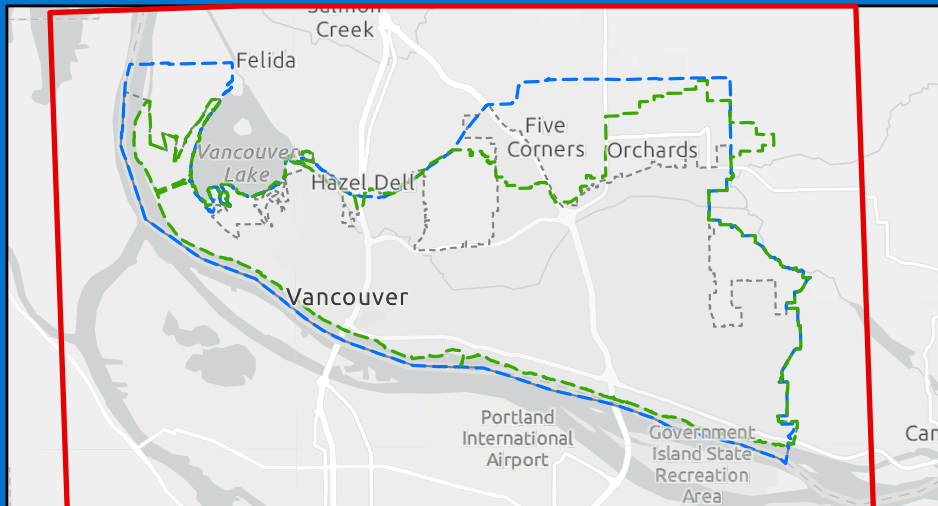 Salmon
Creek
Felida
Five
Corners
Orchards
Vancouver
Lake
Hazel Dell
Vancouver
Portland
International
Airport
Government
Island State
Recreation
Area